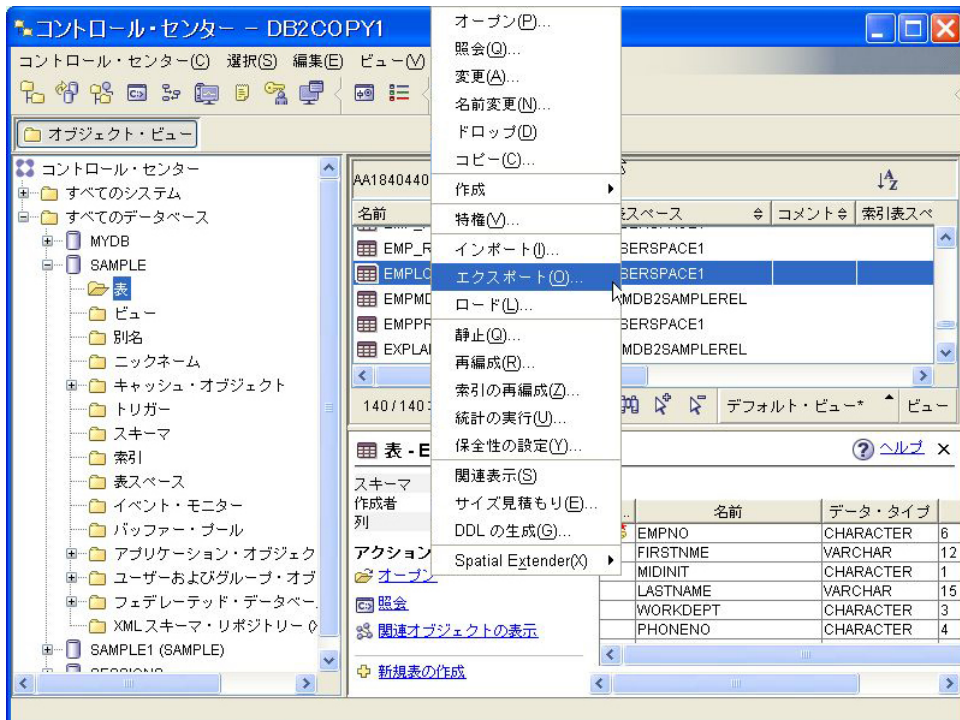 コントロール・センター - DB2COPY1
コントロール・センター(C) 選択(S) 編集(E) ビュー(V)
オブジェクト・ビュー
コントロール・センター
すべてのシステム
すべてのデータベース
MYDB
SAMPLE
表
ビュー
別名
ニックネーム
キャッシュ・オブジェクト
トリガー
スキーマ
索引
表スペース
イベント・モニター
バッファー・プール
アプリケーション・オブジェク
ユーザーおよびグループ・オブ
フェデレーテッド・データベー
XMLスキーマ・リポジトリー
SAMPLE1 (SAMPLE)
オープン(P)...
照会(Q)...
変更(A)...
名前変更(N)...
ドロップ(D)
コピー(C)...
作成
特権(V)...
インポート(I)...
エクスポート(O)...
ロード(L)...
静止(Q)...
再編成(R)...
索引の再編成(Z)...
統計の実行(U)...
保全性の設定(Y)...
関連表示(S)
サイズ見積もり(E)...
DDL の生成(G)...
Spatial Extender(X)
AA1840440
名前 スペース コメント 索引表スペ
EMP_R SERSPACE1
EMPLO SERSPACE1
EMPMD MDB2SAMPLEREL
EMPPR SERSPACE1
EXPLAI MDB2SAMPLEREL
140/140 デフォルト・ビュー* ビュー
表 - E ヘルプ
スキーマ
作成者
列
アクション
オープン
照会
関連オブジェクトの表示
新規表の作成
名前 データ・タイプ
EMPNO CHARACTER 6
FIRSTNME VARCHAR 12
MIDINIT CHARACTER 1
LASTNAME VARCHAR 15
WORKDEPT CHARACTER 3
PHONENO CHARACTER 4